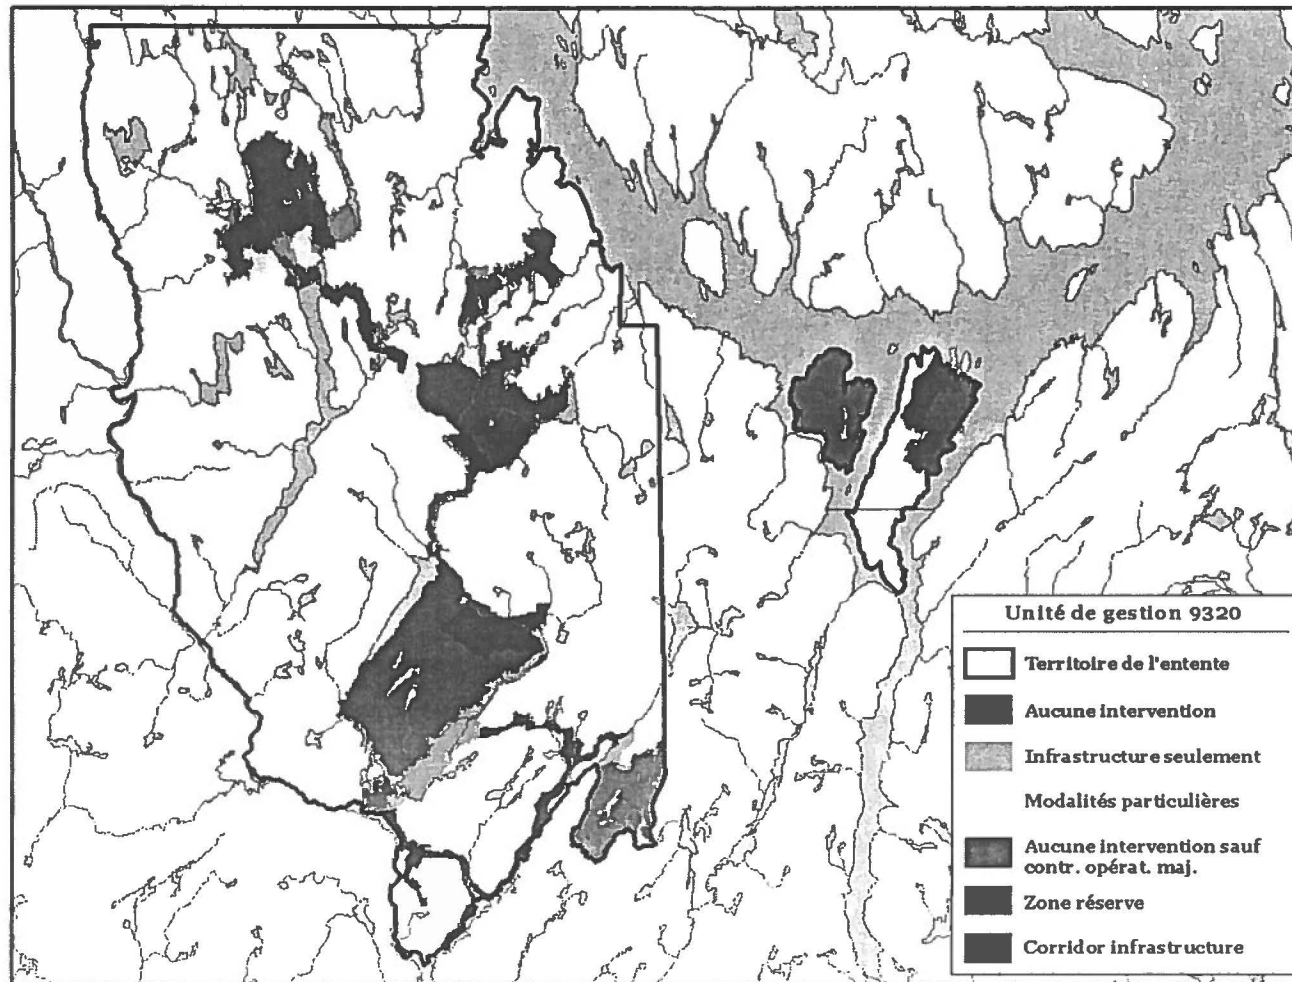 Unité de gestion 9320
Territoire de l'entente
Aucune intervention
Infrastructure seulement
Modalités particulières
Aucune intervention sauf
contr. opérat. maj.
Zone réserve
Corridor infrastructure